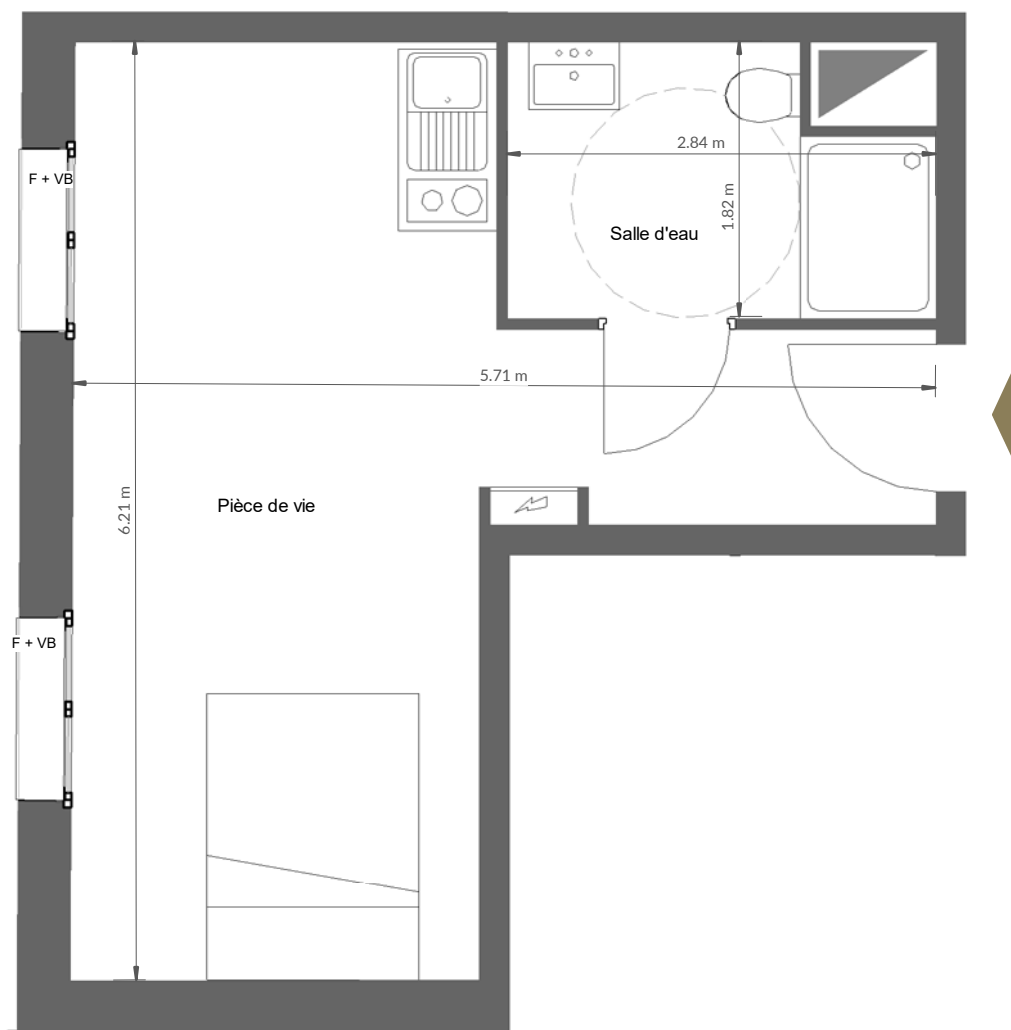 F + VB
2.84 m
1.82 m
Salle d'eau
5.71 m
6.21 m
Pièce de vie
F + VB